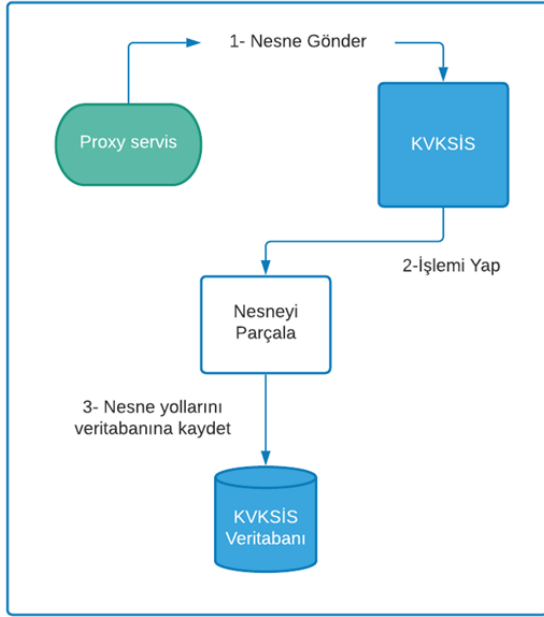 1- Nesne Gönder
Proxy servis
KVKSİS
2-İşlemi Yap
Nesneyi
Parçala
3- Nesne yollarını
veritabanına kaydet
KVKSİS
Veritabanı